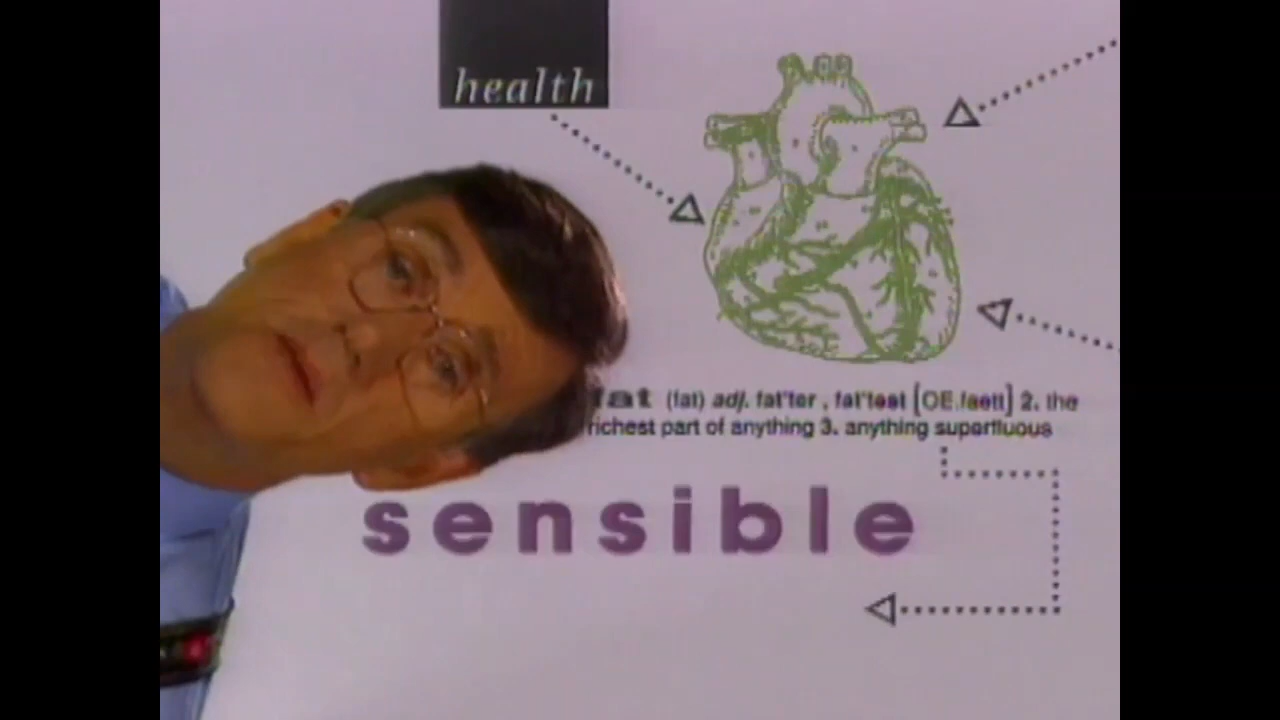 health
fat (fat) adj. fat'ter , fat'test [OE.faett] 2. the
richest part of anything 3. anything superfluous
sensible